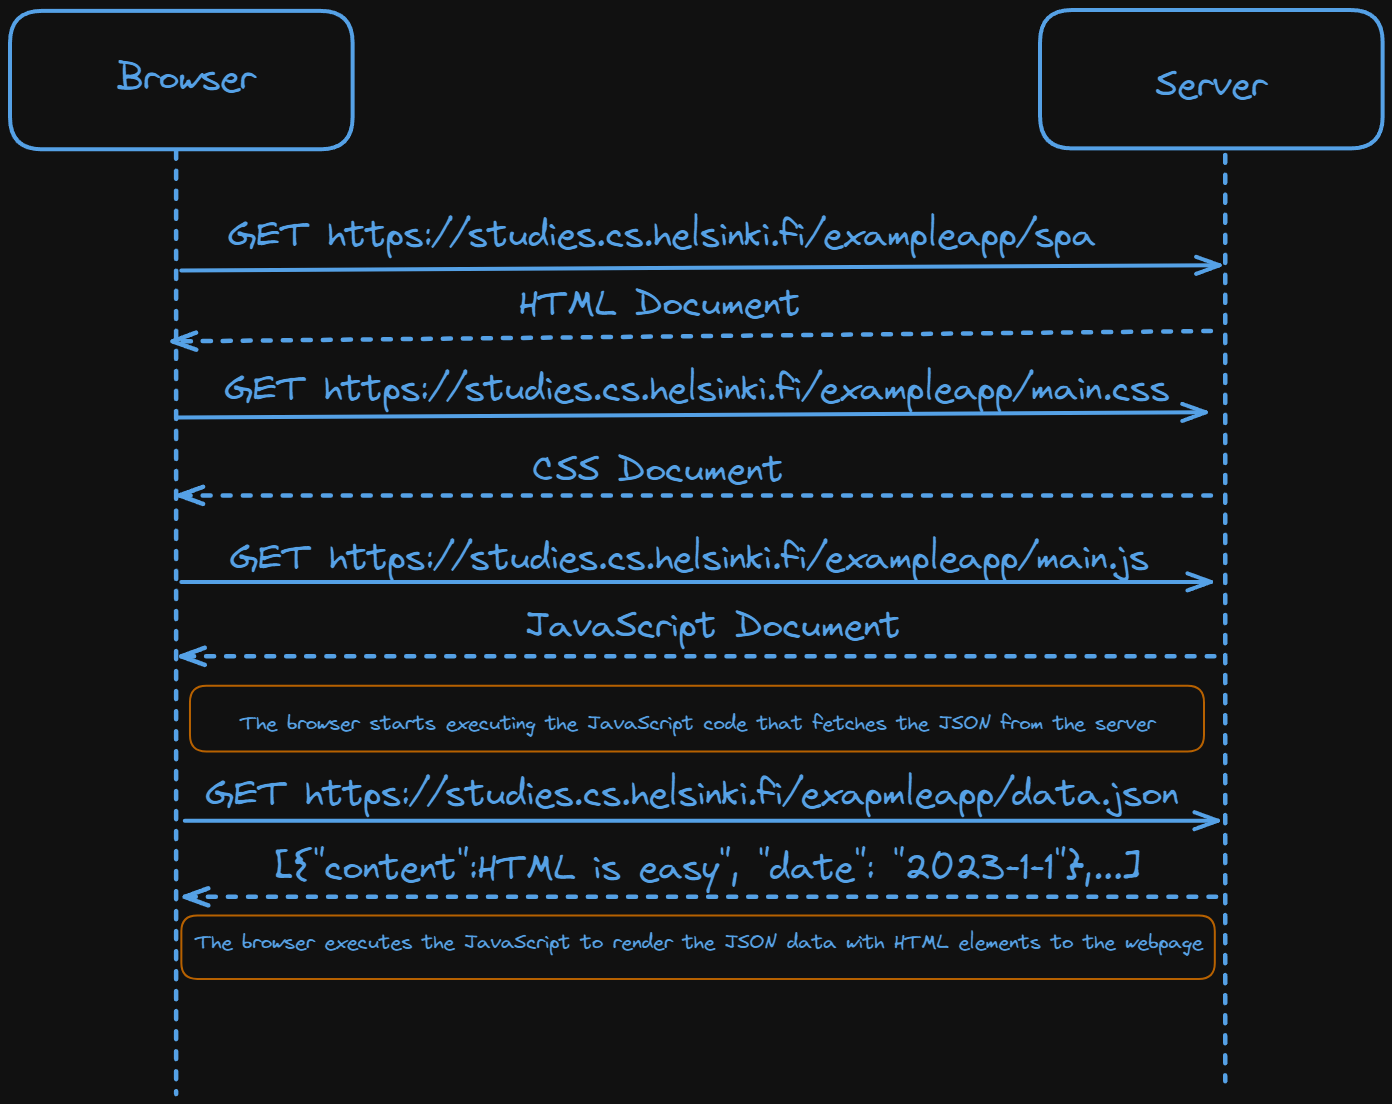 Browser
Server
GET https://studies.cs.helsinki.fi/exampleapp/spa
HTML Document
GET https://studies.cs.helsinki.fi/exampleapp/main.css
CSS Document
GET https://studies.cs.helsinki.fi/exampleapp/main.js
JavaScript Document
The browser starts executing the JavaScript code that fetches the JSON from the server
GET https://studies.cs.helsinki.fi/exapmleapp/data.json
[{"content":HTML is easy", "date": "2023-1-1"},...]
The browser executes the JavaScript to render the JSON data with HTML elements to the webpage